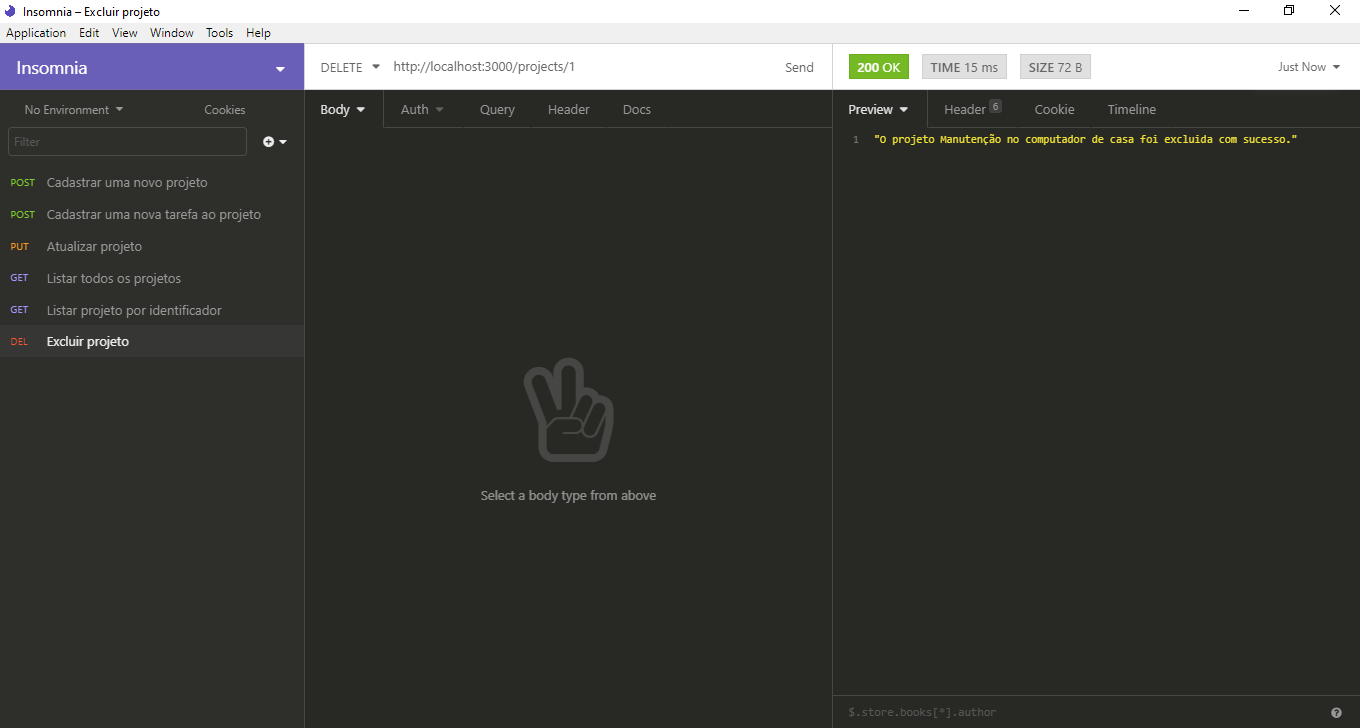 Insomnia – Excluir projeto
Application Edit View Window Tools Help
Insomnia
DELETE http://localhost:3000/projects/1 Send
200 OK TIME 15 ms SIZE 72 B Just Now
No Environment Cookies
Body Auth Query Header Docs
Preview Header 6 Cookie Timeline
Filter
1 "O projeto Manutenção no computador de casa foi excluida com sucesso."
POST Cadastrar uma novo projeto
POST Cadastrar uma nova tarefa ao projeto
PUT Atualizar projeto
GET Listar todos os projetos
GET Listar projeto por identificador
DEL Excluir projeto
Select a body type from above
$.store.books[*].author